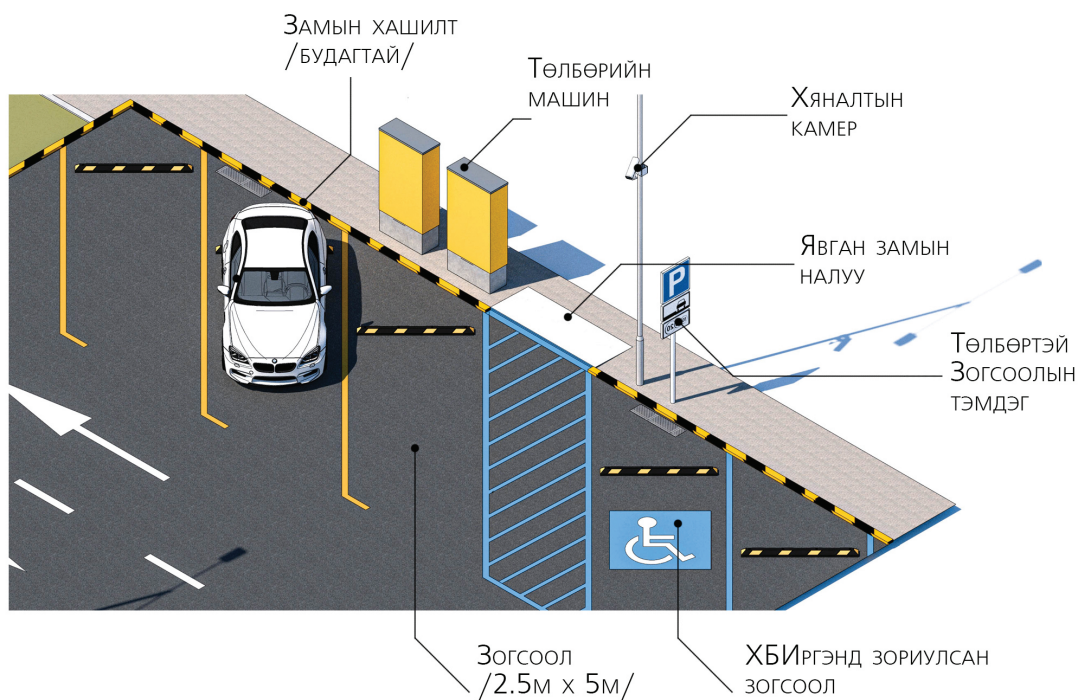 Замын хашилт
/будагтай/
Төлбөрийн
машин
Хяналтын
камер
Явган замын
налуу
P
Төлбөртэй
Зогсоолын
тэмдэг
Зогсоол
/2.5м х 5м/
ХБИргэнд зориулсан
зогсоол